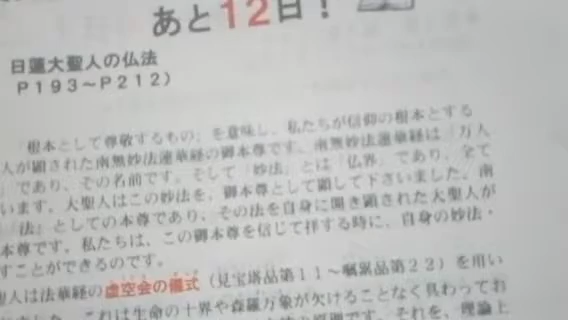 あと12日！
日蓮大聖人の仏法
P193～P212）
「根本として尊敬するもの」を意味し、私たちが信仰の根本とする
人が顕された南無妙法蓮華経の御本尊です。南無妙法蓮華経は「万人
」であり、その名前です。そして「妙法」とは「仏界」であり、全て
います。大聖人はこの妙法を、御本尊として顕して下さいました。南
「法」としての本尊であり、その法を自身に開き顕された大聖人が
本尊です。私たちは、この御本尊を信じて拝する時に、自身の妙法・
すことができるのです。
聖人は法華経の虚空会の儀式（見宝塔品第11～嘱累品第22）を用い
これは生命の十界や森羅万象が欠けることなく具わってお
原理です。それを、理論上